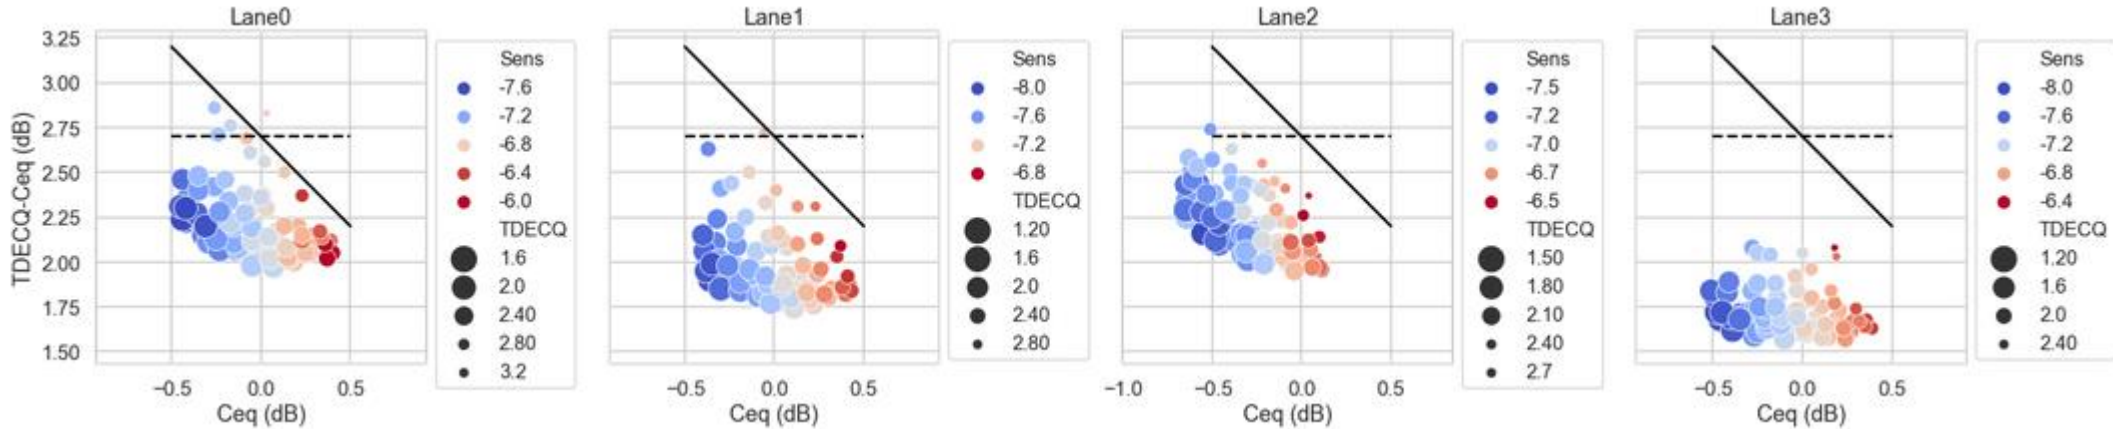 Lane0
Lane1
Lane2
Lane3
TDECQ-Ceq (dB)
3.25
3.00
2.75
2.50
2.25
2.00
1.75
1.50
−0.5 0.0 0.5
Ceq (dB)
Sens
-7.6
-7.2
-6.8
-6.4
-6.0
TDECQ
1.6
2.0
2.40
2.80
3.2
−0.5 0.0 0.5
Ceq (dB)
Sens
-8.0
-7.6
-7.2
-6.8
TDECQ
1.20
1.6
2.0
2.40
2.80
−1.0 −0.5 0.0 0.5
Ceq (dB)
Sens
-7.5
-7.2
-7.0
-6.7
-6.5
TDECQ
1.50
1.80
2.10
2.40
2.7
−0.5 0.0 0.5
Ceq (dB)
Sens
-8.0
-7.6
-7.2
-6.8
-6.4
TDECQ
1.20
1.6
2.0
2.40